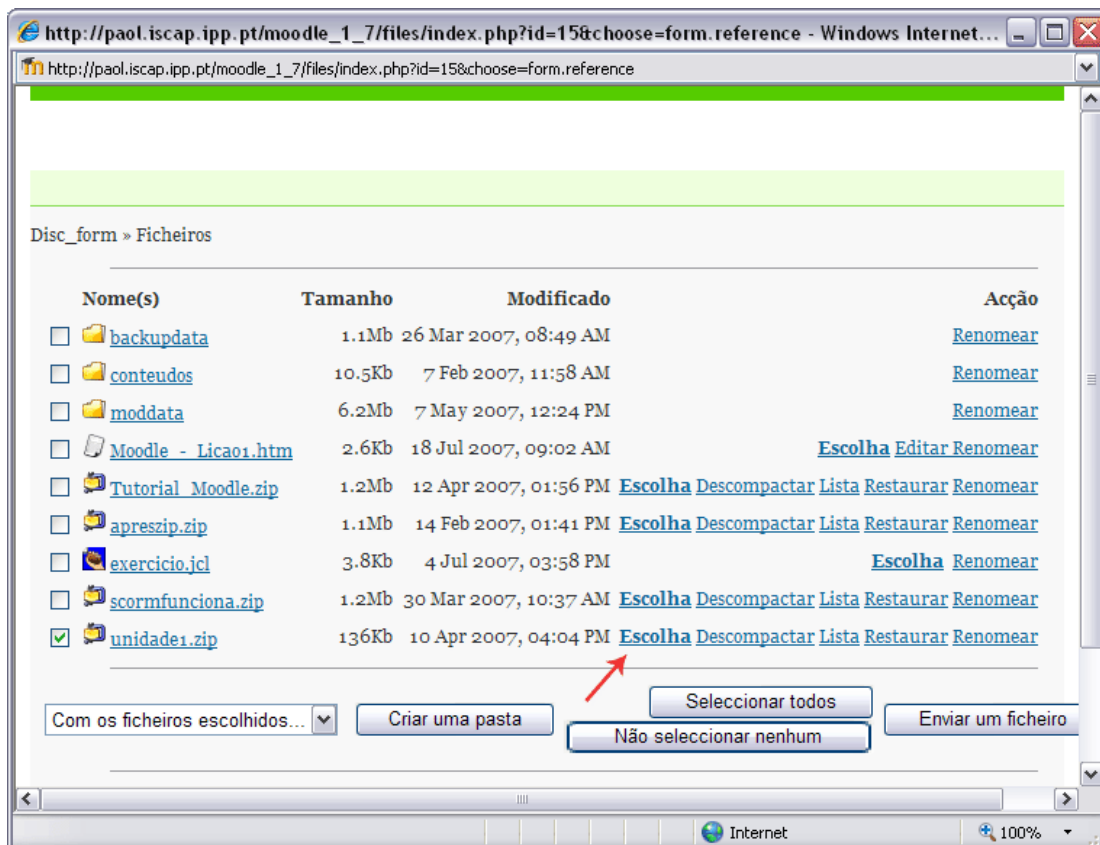 http://paol.iscap.ipp.pt/moodle_1_7/files/index.php?id=15&choose=form.reference - Windows Internet...
http://paol.iscap.ipp.pt/moodle_1_7/files/index.php?id=15&choose=form.reference
Disc_form » Ficheiros
Nome(s) Tamanho Modificado Acção
backupdata 1.1Mb 26 Mar 2007, 08:49 AM Renomear
conteudos 10.5Kb 7 Feb 2007, 11:58 AM Renomear
moddata 6.2Mb 7 May 2007, 12:24 PM Renomear
Moodle - Licao1.htm 2.6Kb 18 Jul 2007, 09:02 AM Escolha Editar Renomear
Tutorial Moodle.zip 1.2Mb 12 Apr 2007, 01:56 PM Escolha Descompactar Lista Restaurar Renomear
apreszip.zip 1.1Mb 14 Feb 2007, 01:41 PM Escolha Descompactar Lista Restaurar Renomear
exercicio.jcl 3.8Kb 4 Jul 2007, 03:58 PM Escolha Renomear
scormfunciona.zip 1.2Mb 30 Mar 2007, 10:37 AM Escolha Descompactar Lista Restaurar Renomear
unidade1.zip 136Kb 10 Apr 2007, 04:04 PM Escolha Descompactar Lista Restaurar Renomear
Seleccionar todos
Com os ficheiros escolhidos... Criar uma pasta Enviar um ficheiro
Não seleccionar nenhum
Internet 100%